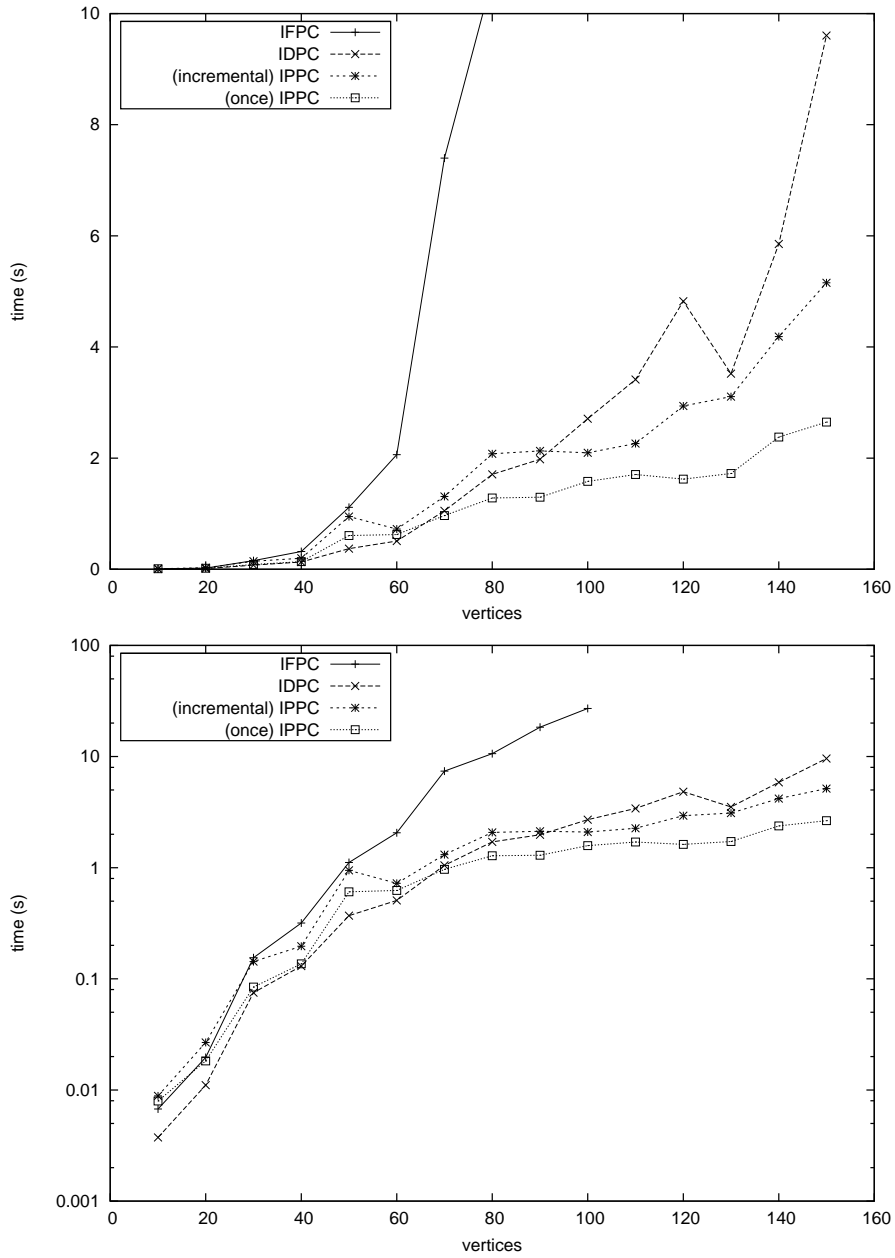 10
8
6
4
2
0
time (s)
IFPC
IDPC
(incremental) IPPC
(once) IPPC
0 20 40 60 80 100 120 140 160
vertices
100
10
1
0.1
0.01
0.001
time (s)
IFPC
IDPC
(incremental) IPPC
(once) IPPC
0 20 40 60 80 100 120 140 160
vertices